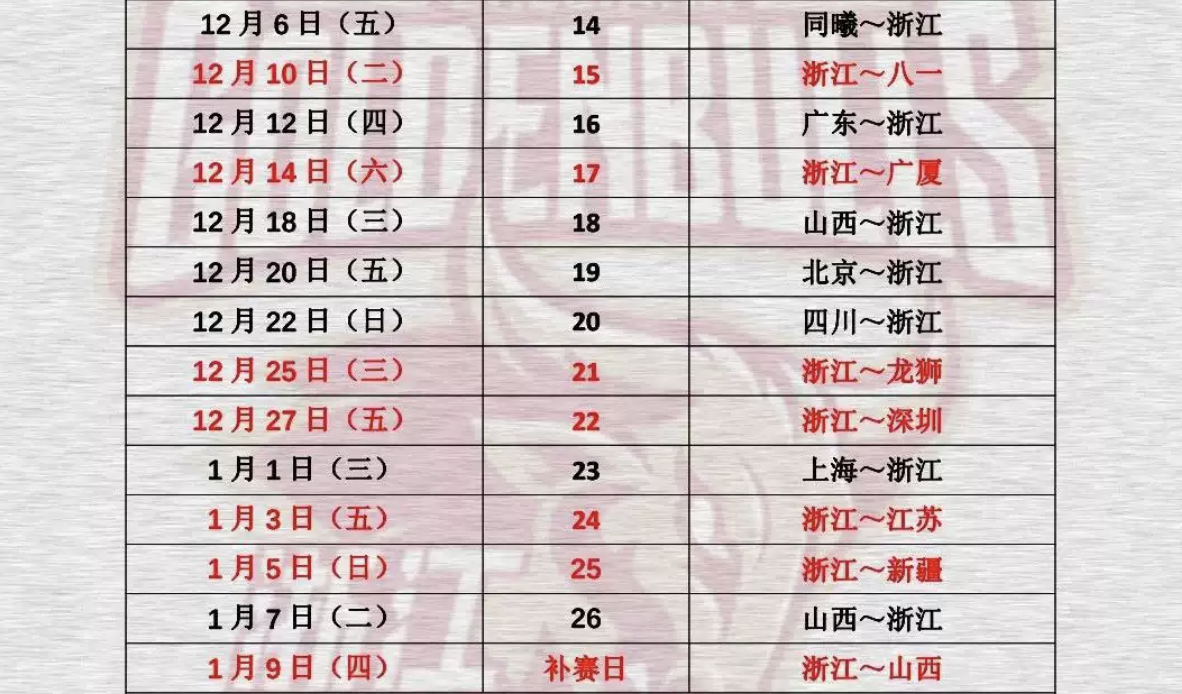 12月6日（五） 14 同曦～浙江
12月10日（二） 15 浙江～八一
12月12日（四） 16 广东～浙江
12月14日（六） 17 浙江～广厦
12月18日（三） 18 山西～浙江
12月20日（五） 19 北京～浙江
12月22日（日） 20 四川～浙江
12月25日（三） 21 浙江～龙狮
12月27日（五） 22 浙江～深圳
1月1日（三） 23 上海～浙江
1月3日（五） 24 浙江～江苏
1月5日（日） 25 浙江～新疆
1月7日（二） 26 山西～浙江
1月9日（四） 补赛日 浙江～山西